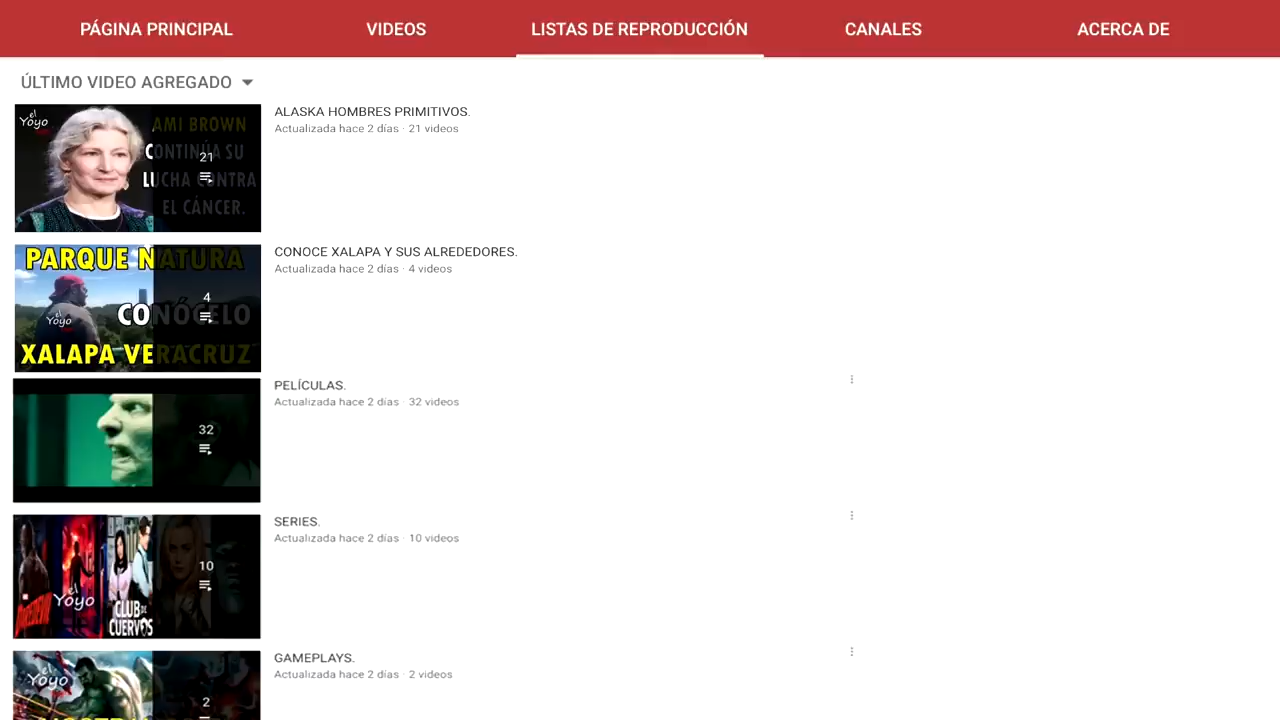 PÁGINA PRINCIPAL VIDEOS LISTAS DE REPRODUCCIÓN CANALES ACERCA DE
ÚLTIMO VIDEO AGREGADO
el Yoyo
AMI BROWN
CONTINÚA SU
LUCHA CONTRA
EL CÁNCER.
21
ALASKA HOMBRES PRIMITIVOS.
Actualizada hace 2 días · 21 videos
PARQUE NATURA
CONÓCELO
el Yoyo
XALAPA VERACRUZ
4
CONOCE XALAPA Y SUS ALREDEDORES.
Actualizada hace 2 días · 4 videos
32
PELÍCULAS.
Actualizada hace 2 días · 32 videos
DAREDEVIL
el Yoyo
CLUB DE
CUERVOS
10
SERIES.
Actualizada hace 2 días · 10 videos
el Yoyo
2
GAMEPLAYS.
Actualizada hace 2 días · 2 videos